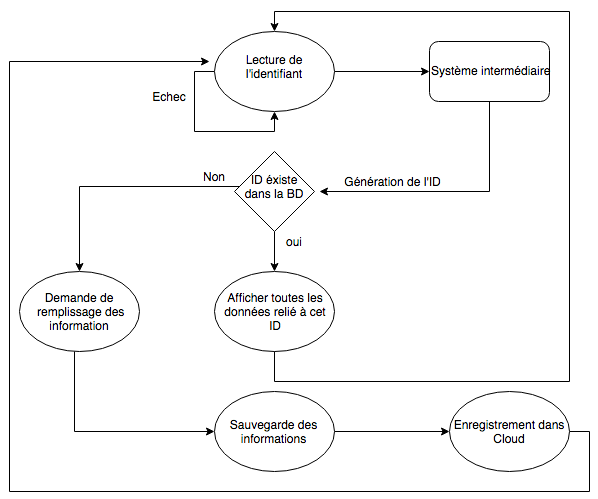 Lecture de
l'identifiant
Système intermédiaire
Echec
Génération de l'ID
Non
ID éxiste
dans la BD
oui
Demande de
remplissage des
information
Afficher toutes les
données relié à cet
ID
Sauvegarde des
informations
Enregistrement dans
Cloud